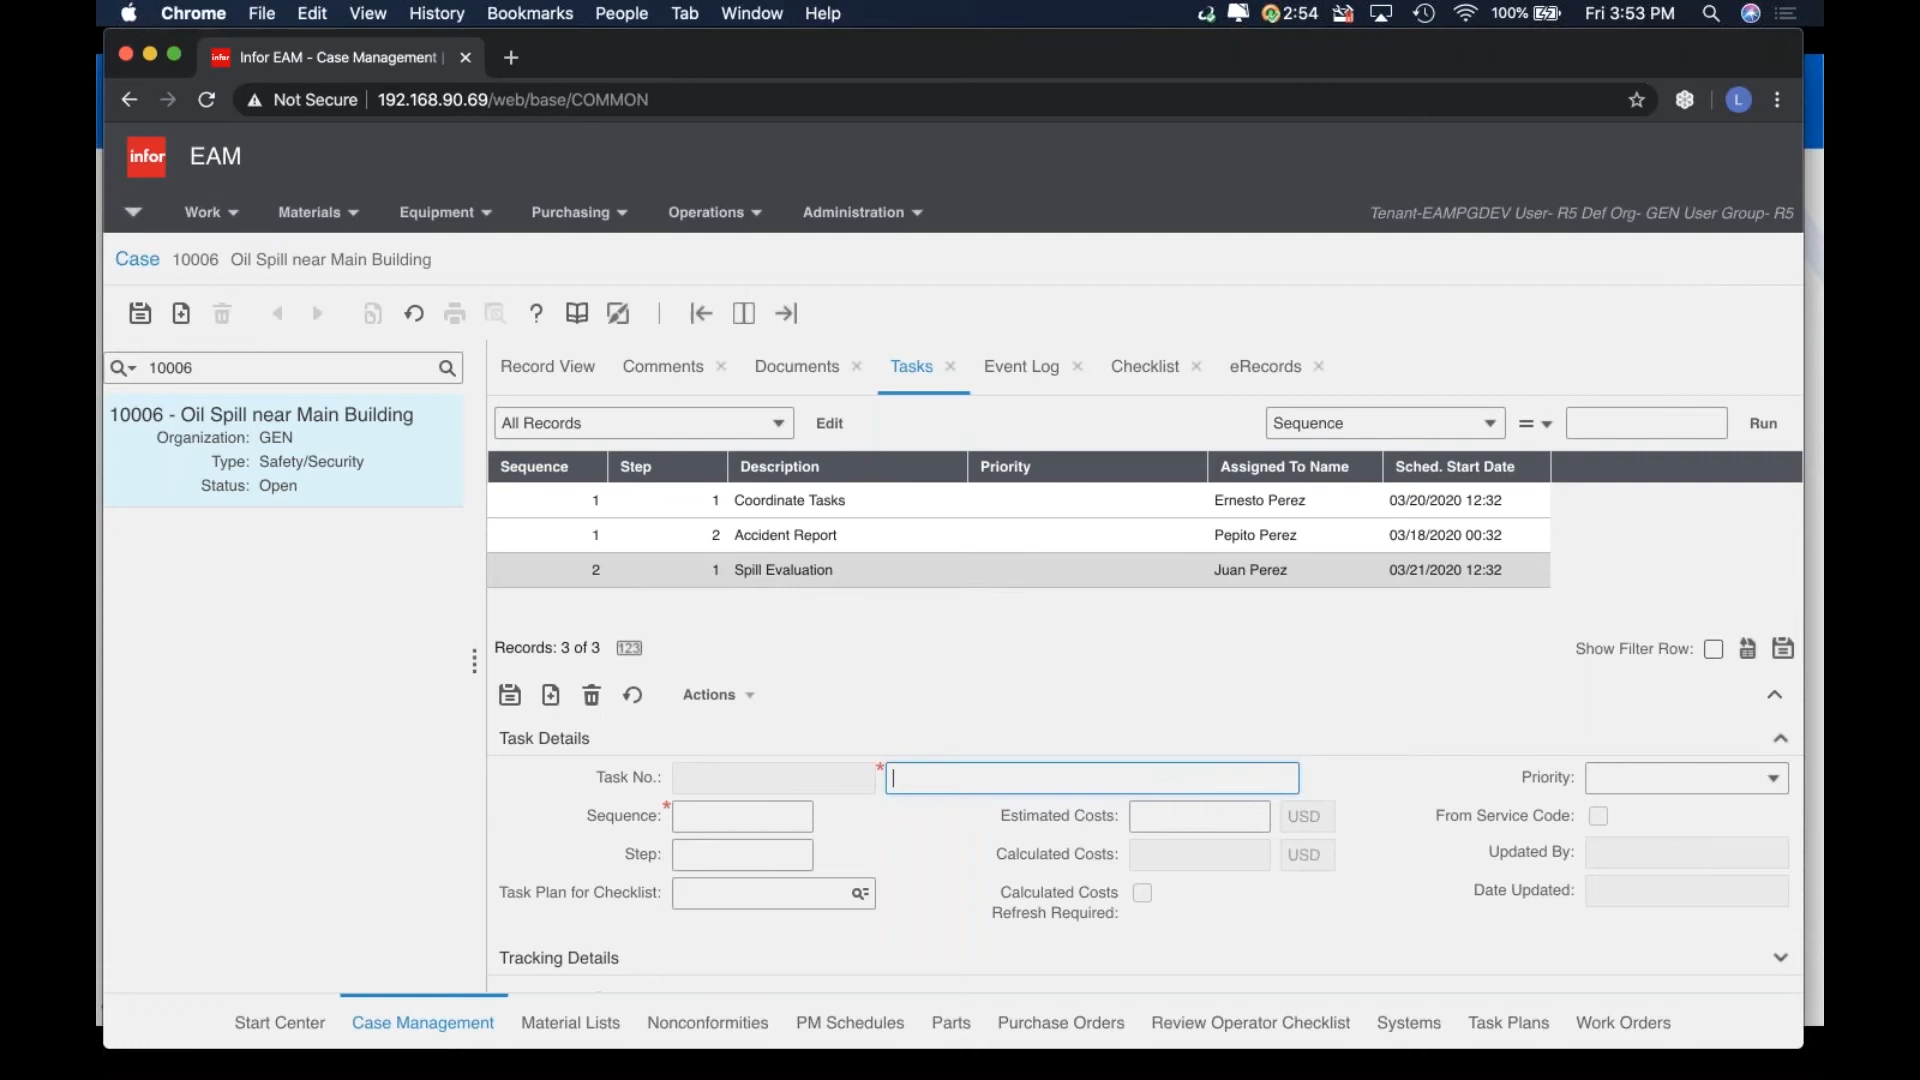 Chrome File Edit View History Bookmarks People Tab Window Help 2:54 100% Fri 3:53 PM
infor Infor EAM - Case Management |
Not Secure | 192.168.90.69/web/base/COMMON L
infor EAM
Work Materials Equipment Purchasing Operations Administration Tenant-EAMPGDEV User- R5 Def Org- GEN User Group- R5
Case 10006 Oil Spill near Main Building
?
10006
Record View Comments Documents Tasks Event Log Checklist eRecords
10006 - Oil Spill near Main Building
Organization: GEN
Type: Safety/Security
Status: Open
All Records Edit Sequence = Run
Sequence Step Description Priority Assigned To Name Sched. Start Date
1 1 Coordinate Tasks Ernesto Perez 03/20/2020 12:32
1 2 Accident Report Pepito Perez 03/18/2020 00:32
2 1 Spill Evaluation Juan Perez 03/21/2020 12:32
Records: 3 of 3 123 Show Filter Row:
Actions
Task Details
Task No.: * Priority:
Sequence: * Estimated Costs: USD From Service Code:
Step: Calculated Costs: USD Updated By:
Task Plan for Checklist: Calculated Costs Date Updated:
Refresh Required:
Tracking Details
Start Center Case Management Material Lists Nonconformities PM Schedules Parts Purchase Orders Review Operator Checklist Systems Task Plans Work Orders